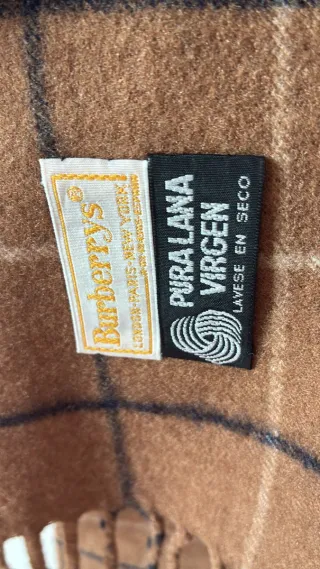 Burberrys®
LONDON-PARIS-NEW YORK
PURA LANA
VIRGEN
LAVESE EN SECO